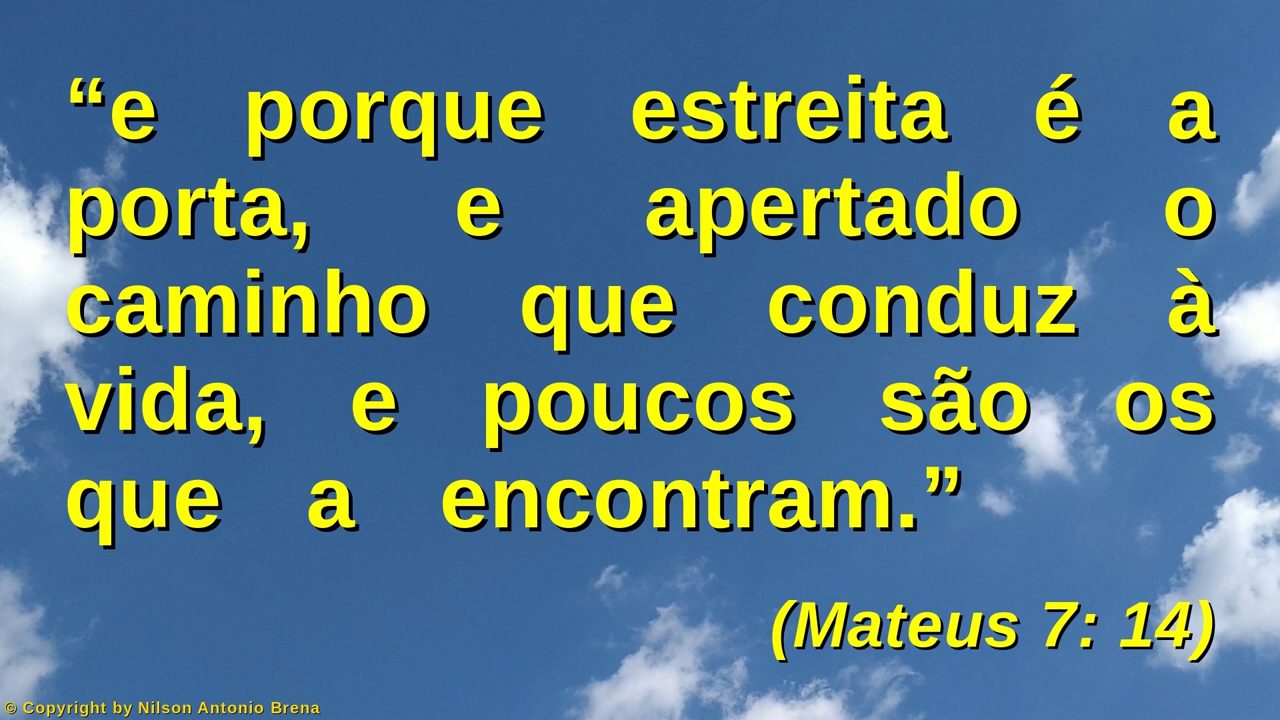 “e porque estreita é a
porta, e apertado o
caminho que conduz à
vida, e poucos são os
que a encontram.”
(Mateus 7: 14)
© Copyright by Nilson Antonio Brena